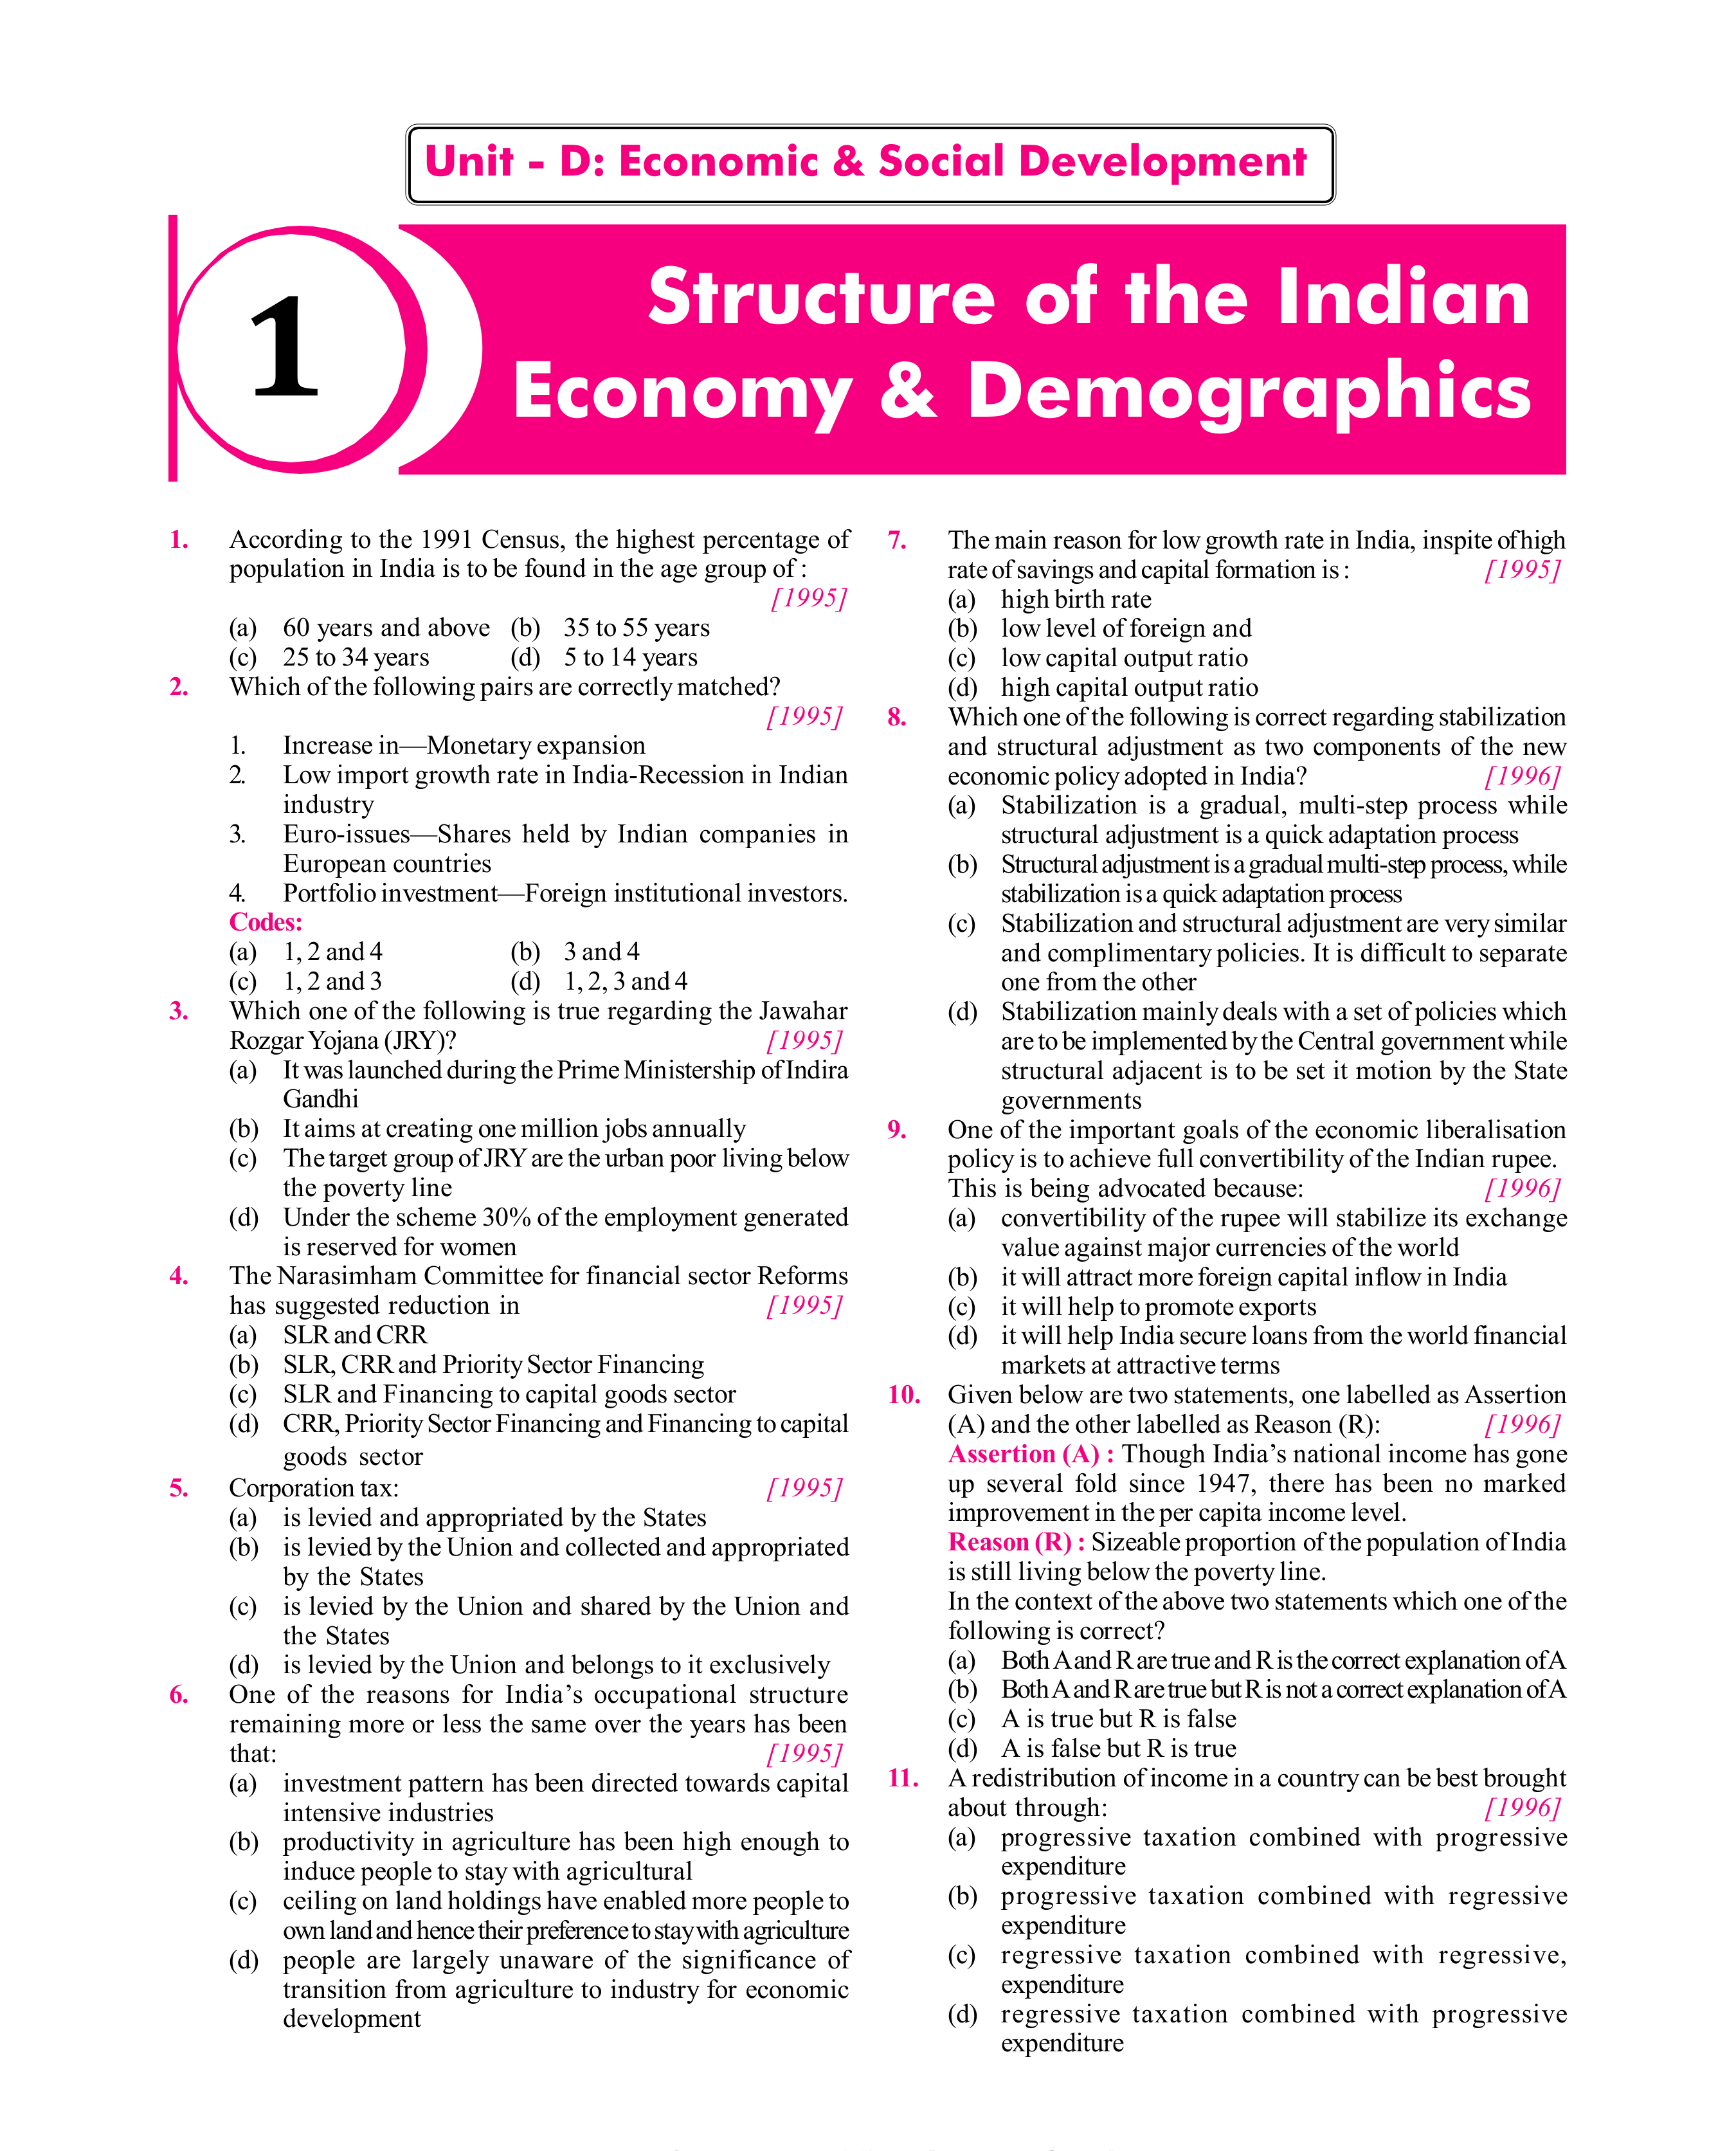 Unit - D: Economic & Social Development
1
Structure of the Indian
Economy & Demographics
1. According to the 1991 Census, the highest percentage of
population in India is to be found in the age group of :
[1995]
(a) 60 years and above (b) 35 to 55 years
(c) 25 to 34 years (d) 5 to 14 years
2. Which of the following pairs are correctly matched?
[1995]
1. Increase in—Monetary expansion
2. Low import growth rate in India-Recession in Indian
industry
3. Euro-issues—Shares held by Indian companies in
European countries
4. Portfolio investment—Foreign institutional investors.
Codes:
(a) 1, 2 and 4 (b) 3 and 4
(c) 1, 2 and 3 (d) 1, 2, 3 and 4
3. Which one of the following is true regarding the Jawahar
Rozgar Yojana (JRY)? [1995]
(a) It was launched during the Prime Ministership of Indira
Gandhi
(b) It aims at creating one million jobs annually
(c) The target group of JRY are the urban poor living below
the poverty line
(d) Under the scheme 30% of the employment generated
is reserved for women
4. The Narasimham Committee for financial sector Reforms
has suggested reduction in [1995]
(a) SLR and CRR
(b) SLR, CRR and Priority Sector Financing
(c) SLR and Financing to capital goods sector
(d) CRR, Priority Sector Financing and Financing to capital
goods sector
5. Corporation tax: [1995]
(a) is levied and appropriated by the States
(b) is levied by the Union and collected and appropriated
by the States
(c) is levied by the Union and shared by the Union and
the States
(d) is levied by the Union and belongs to it exclusively
6. One of the reasons for India’s occupational structure
remaining more or less the same over the years has been
that: [1995]
(a) investment pattern has been directed towards capital
intensive industries
(b) productivity in agriculture has been high enough to
induce people to stay with agricultural
(c) ceiling on land holdings have enabled more people to
own land and hence their preference to stay with agriculture
(d) people are largely unaware of the significance of
transition from agriculture to industry for economic
development
7. The main reason for low growth rate in India, inspite of high
rate of savings and capital formation is : [1995]
(a) high birth rate
(b) low level of foreign and
(c) low capital output ratio
(d) high capital output ratio
8. Which one of the following is correct regarding stabilization
and structural adjustment as two components of the new
economic policy adopted in India? [1996]
(a) Stabilization is a gradual, multi-step process while
structural adjustment is a quick adaptation process
(b) Structural adjustment is a gradual multi-step process, while
stabilization is a quick adaptation process
(c) Stabilization and structural adjustment are very similar
and complimentary policies. It is difficult to separate
one from the other
(d) Stabilization mainly deals with a set of policies which
are to be implemented by the Central government while
structural adjacent is to be set it motion by the State
governments
9. One of the important goals of the economic liberalisation
policy is to achieve full convertibility of the Indian rupee.
This is being advocated because: [1996]
(a) convertibility of the rupee will stabilize its exchange
value against major currencies of the world
(b) it will attract more foreign capital inflow in India
(c) it will help to promote exports
(d) it will help India secure loans from the world financial
markets at attractive terms
10. Given below are two statements, one labelled as Assertion
(A) and the other labelled as Reason (R): [1996]
Assertion (A) : Though India’s national income has gone
up several fold since 1947, there has been no marked
improvement in the per capita income level.
Reason (R) : Sizeable proportion of the population of India
is still living below the poverty line.
In the context of the above two statements which one of the
following is correct?
(a) Both A and R are true and R is the correct explanation of A
(b) Both A and R are true but R is not a correct explanation of A
(c) A is true but R is false
(d) A is false but R is true
11. A redistribution of income in a country can be best brought
about through: [1996]
(a) progressive taxation combined with progressive
expenditure
(b) progressive taxation combined with regressive
expenditure
(c) regressive taxation combined with regressive,
expenditure
(d) regressive taxation combined with progressive
expenditure